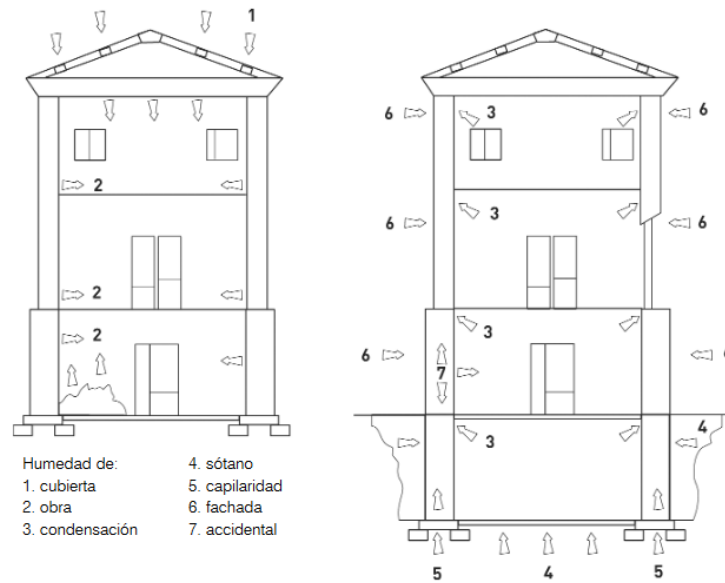 1
2
2
2
6
3
6
3
6
6
3
6
7
3
4
5
4
5
Humedad de:
1. cubierta
2. obra
3. condensación
4. sótano
5. capilaridad
6. fachada
7. accidental